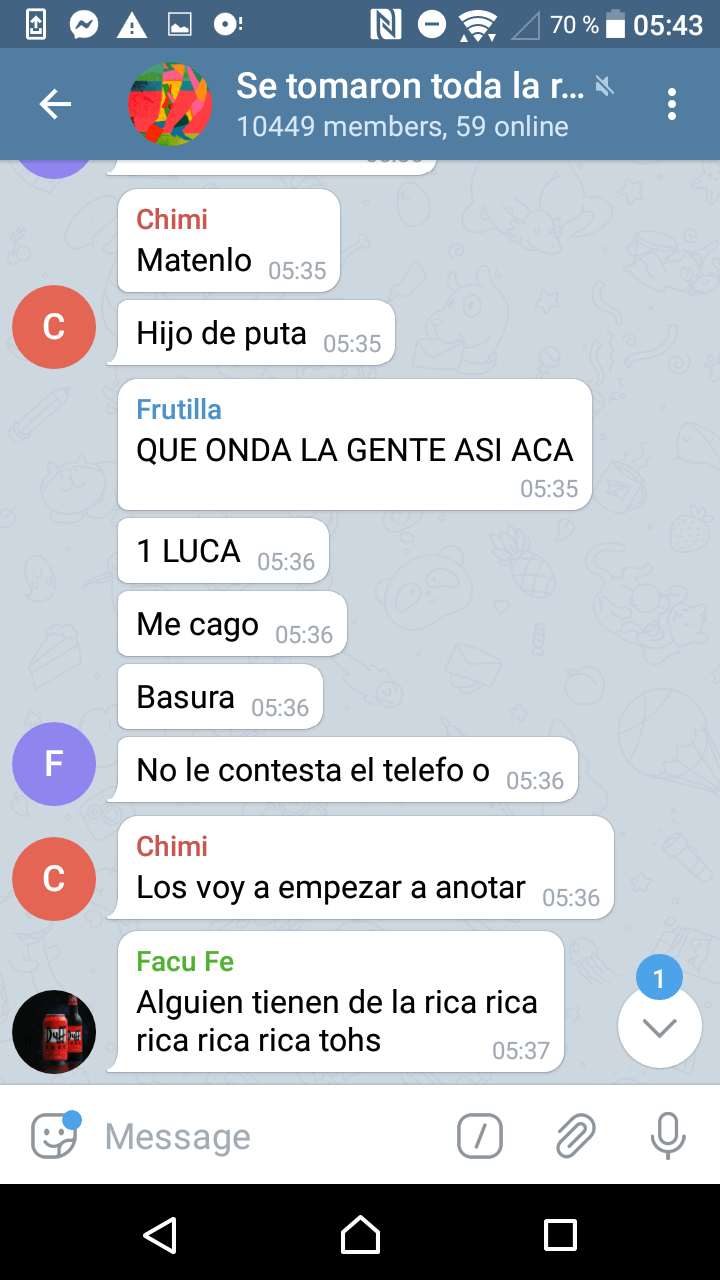 70 % 05:43
Se tomaron toda la r...
10449 members, 59 online
Chimi
Matenlo 05:35
C
Hijo de puta 05:35
Frutilla
QUE ONDA LA GENTE ASI ACA
05:35
1 LUCA 05:36
Me cago 05:36
Basura 05:36
F
No le contesta el telefo o 05:36
Chimi
C
Los voy a empezar a anotar 05:36
Facu Fe
Alguien tienen de la rica rica
rica rica rica tohs 05:37
Duff
1
Message